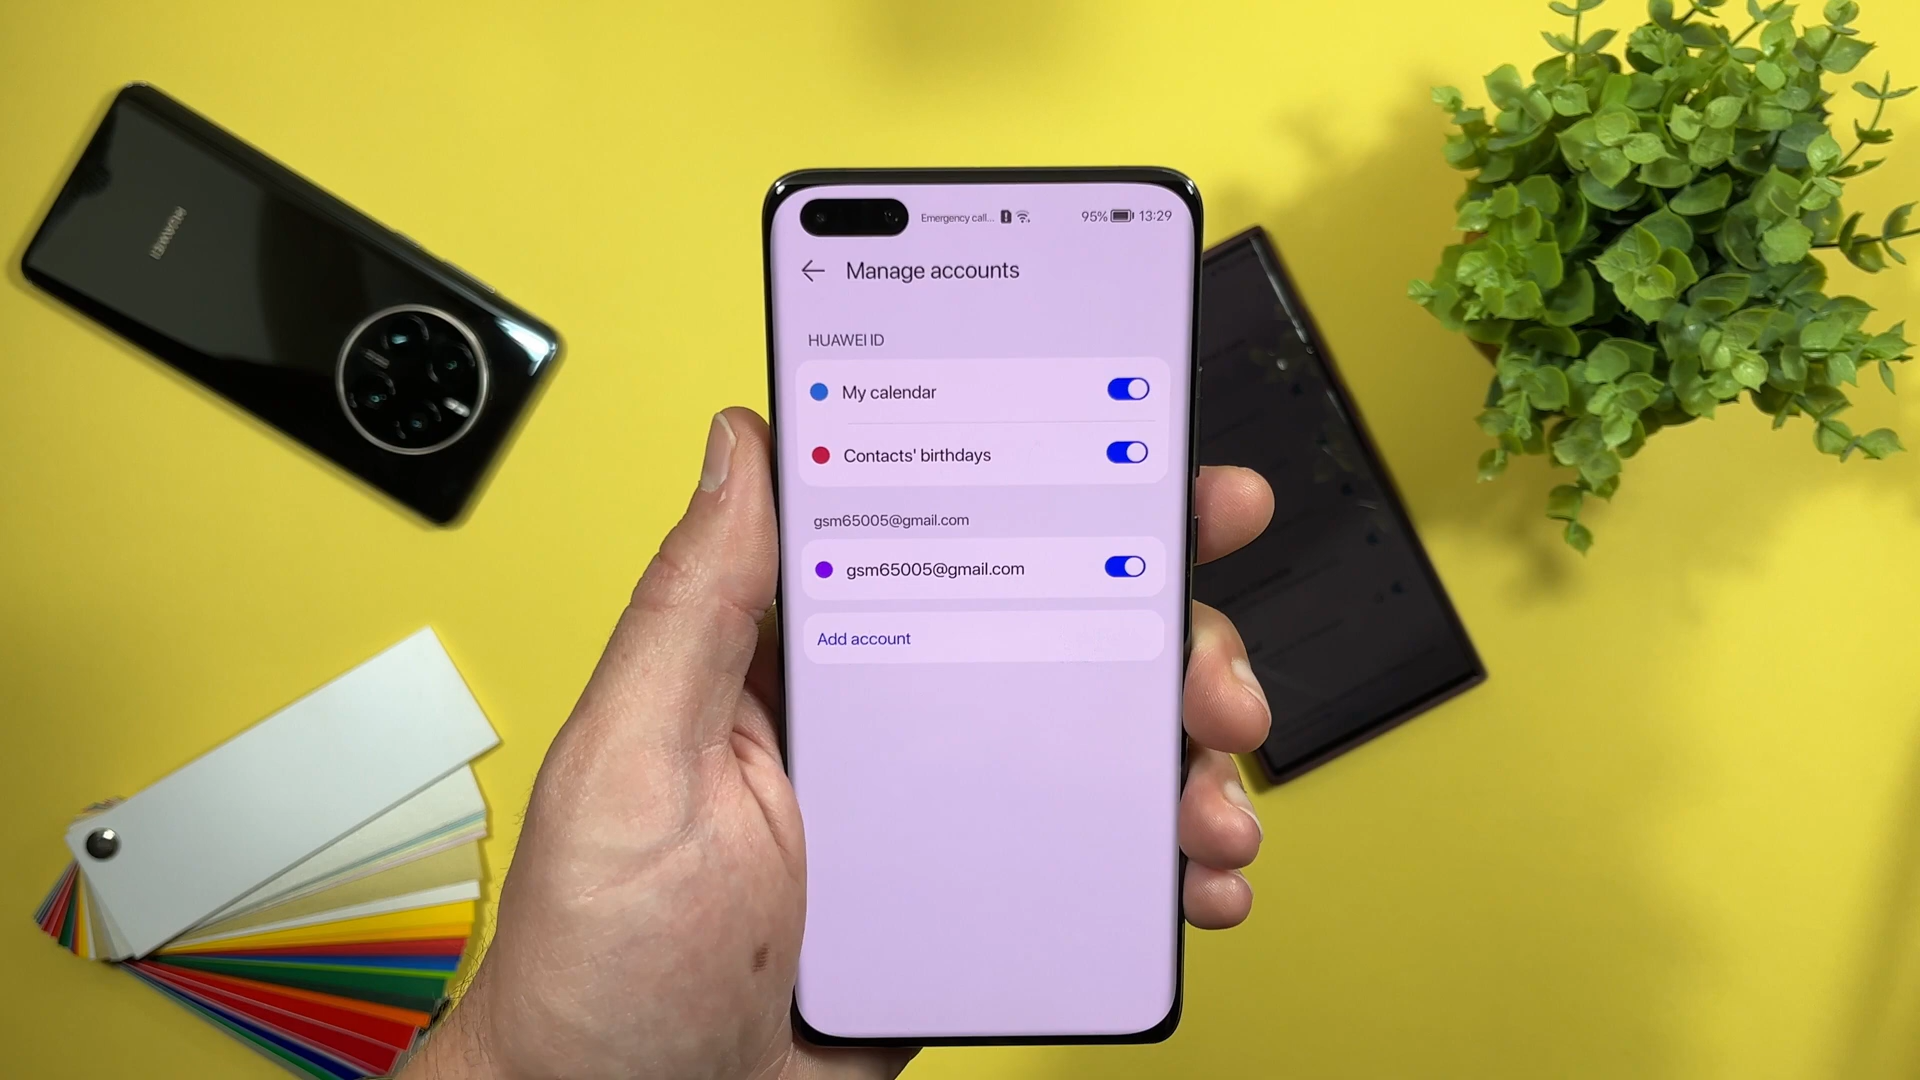 HUAWEI
Emergency call... 95% 13:29
Manage accounts
HUAWEI ID
My calendar
Contacts' birthdays
gsm65005@gmail.com
gsm65005@gmail.com
Add account